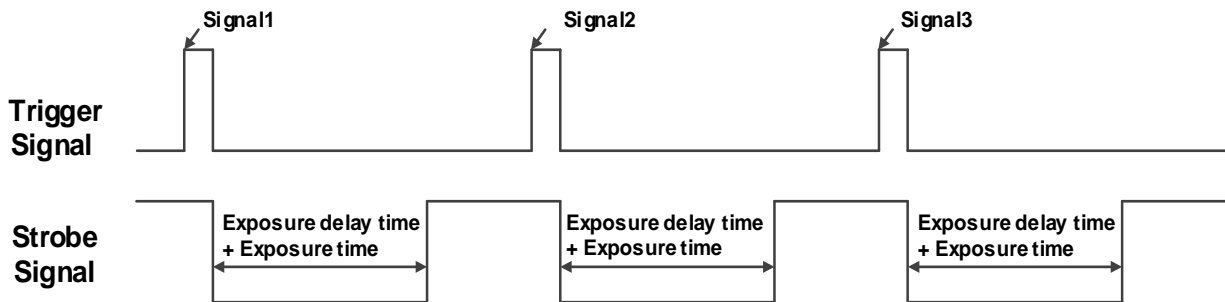 Signal1
Signal2
Signal3
Trigger
Signal
Exposure delay time
+ Exposure time
Exposure delay time
+ Exposure time
Exposure delay time
+ Exposure time
Strobe
Signal